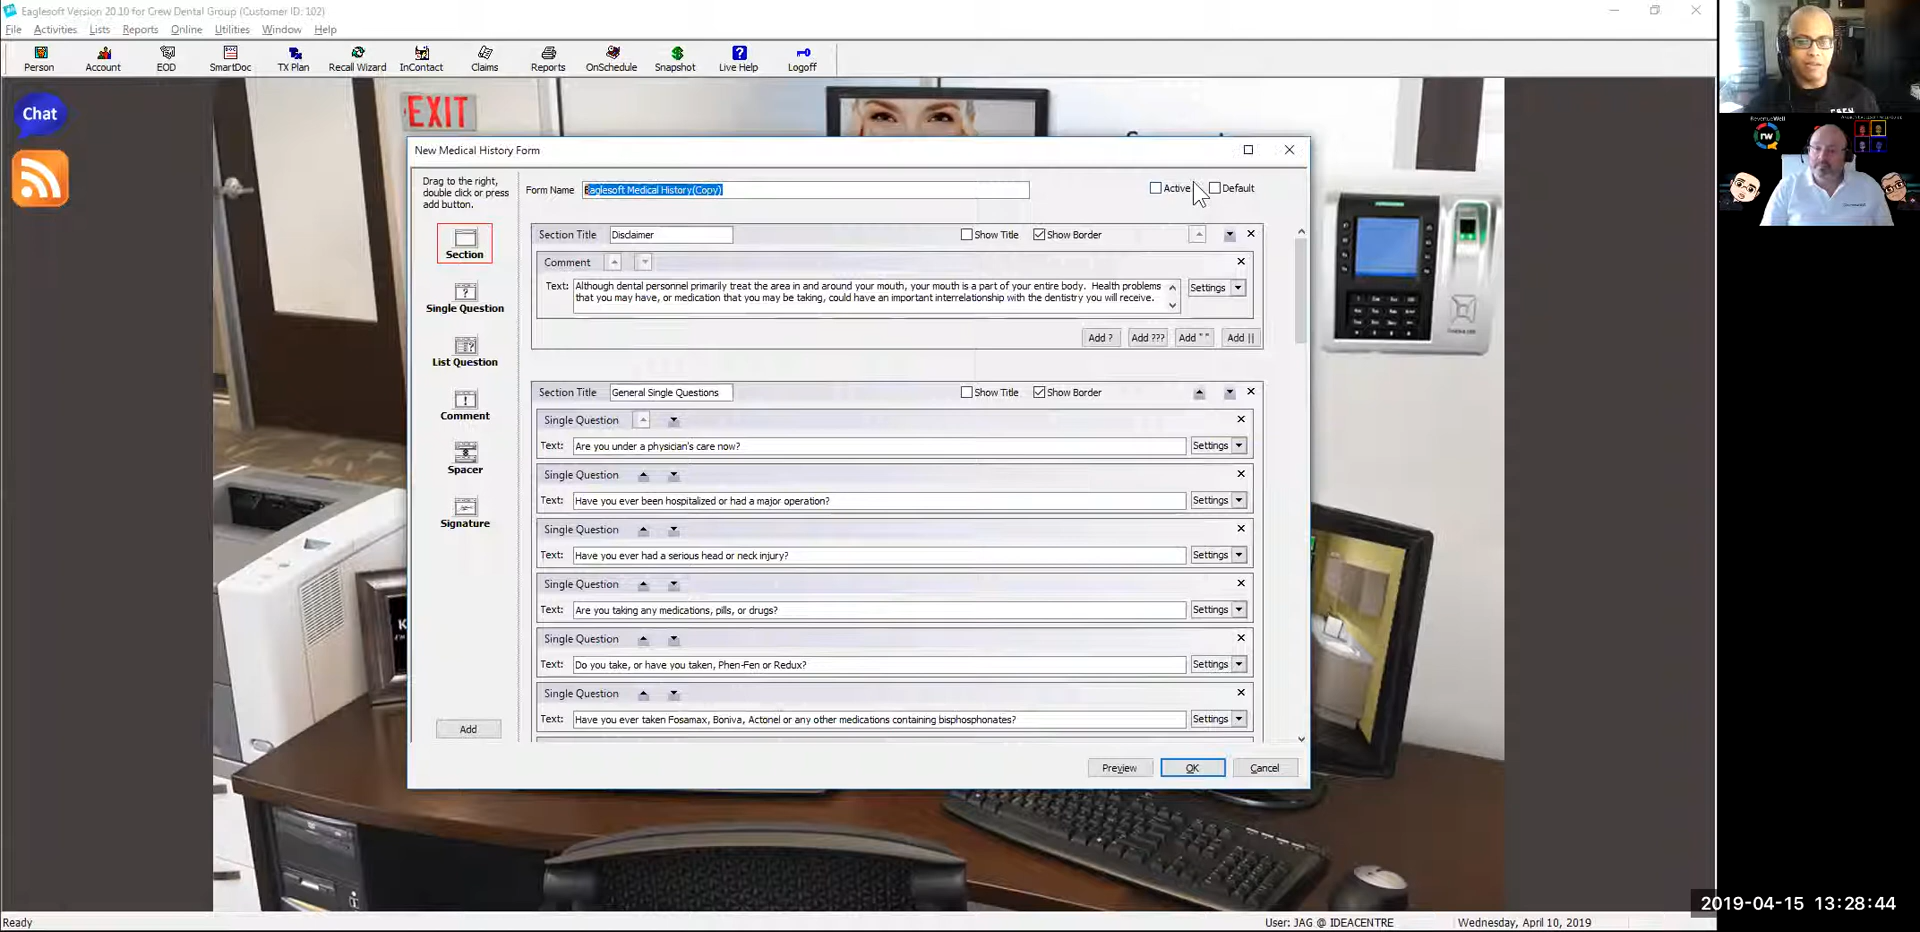 Eaglesoft Version 20.10 for Crew Dental Group (Customer ID: 102)
File Activities Lists Reports Online Utilities Window Help
Person Account EOD SmartDoc TX Plan Recall Wizard InContact Claims Reports OnSchedule Snapshot Live Help Logoff
Chat
EXIT
New Medical History Form
Drag to the right,
double click or press
add button.
Form Name Eaglesoft Medical History(Copy) Active Default
Section
Single Question
List Question
Comment
Spacer
Signature
Add
Section Title Disclaimer Show Title Show Border
Comment
Text: Although dental personnel primarily treat the area in and around your mouth, your mouth is a part of your entire body. Health problems
that you may have, or medication that you may be taking, could have an important interrelationship with the dentistry you will receive.
Settings
Add ? Add ??? Add " " Add ||
Section Title General Single Questions Show Title Show Border
Single Question
Text: Are you under a physician's care now? Settings
Single Question
Text: Have you ever been hospitalized or had a major operation? Settings
Single Question
Text: Have you ever had a serious head or neck injury? Settings
Single Question
Text: Are you taking any medications, pills, or drugs? Settings
Single Question
Text: Do you take, or have you taken, Phen-Fen or Redux? Settings
Single Question
Text: Have you ever taken Fosamax, Boniva, Actonel or any other medications containing bisphosphonates? Settings
Preview OK Cancel
RevenueWell
rw
2019-04-15 13:28:44
Ready User: JAG @ IDEACENTRE Wednesday, April 10, 2019